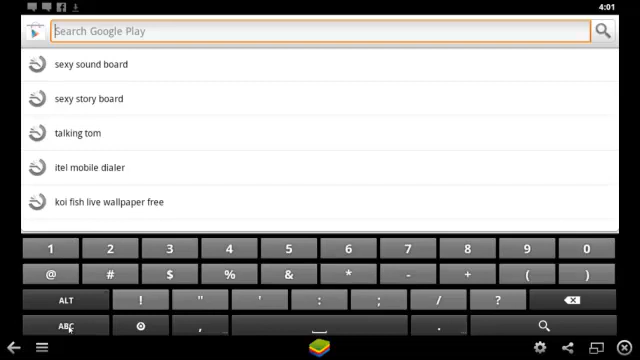 4:01
Search Google Play
sexy sound board
sexy story board
talking tom
itel mobile dialer
koi fish live wallpaper free
1 2 3 4 5 6 7 8 9 0
@ # $ % & * - + ( )
ALT ! " ' : ; / ?
ABC , .